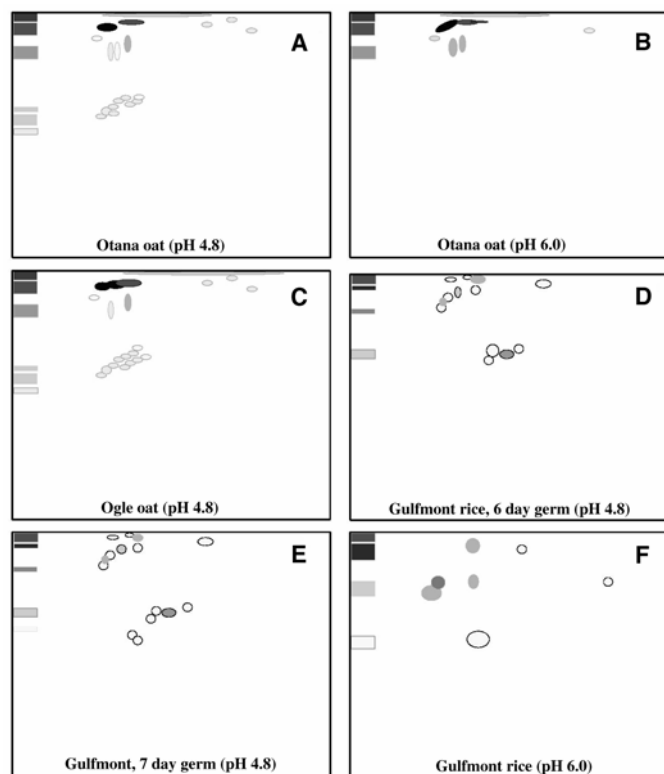 A
Otana oat (pH 4.8)
B
Otana oat (pH 6.0)
C
Ogle oat (pH 4.8)
D
Gulfmont rice, 6 day germ (pH 4.8)
E
Gulfmont, 7 day germ (pH 4.8)
F
Gulfmont rice (pH 6.0)